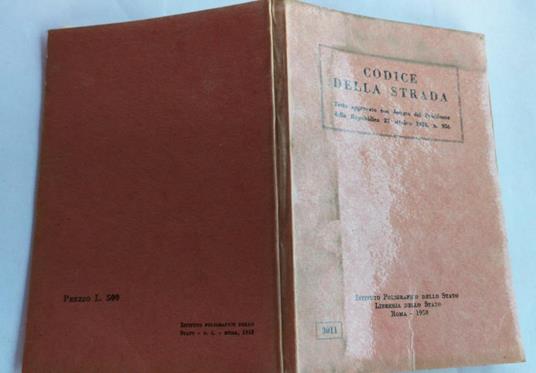 CODICE
DELLA STRADA
Testo approvato con decreto del Presidente
della Repubblica 27 ottobre 1958, n. 956
ISTITUTO POLIGRAFICO DELLO STATO
LIBRERIA DELLO STATO
ROMA - 1958
3011
PREZZO L. 500
ISTITUTO POLIGRAFICO DELLO
STATO - G. C. - ROMA, 1958